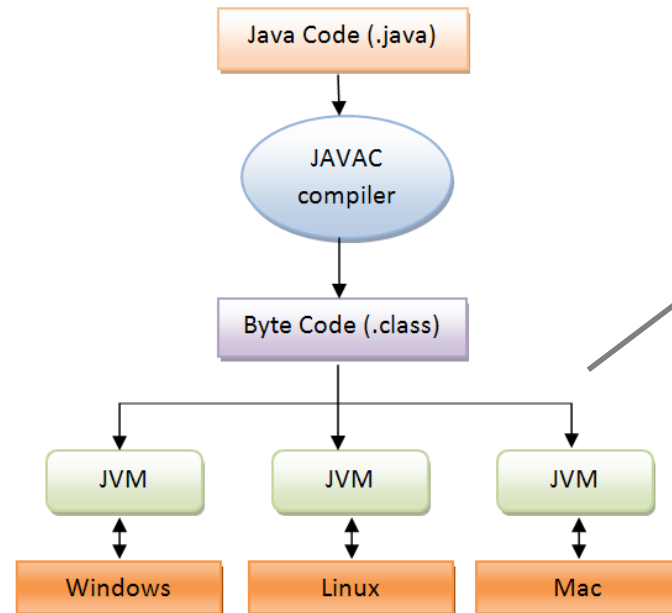 Java Code (.java)
JAVAC
compiler
Byte Code (.class)
JVM
JVM
JVM
Windows
Linux
Mac